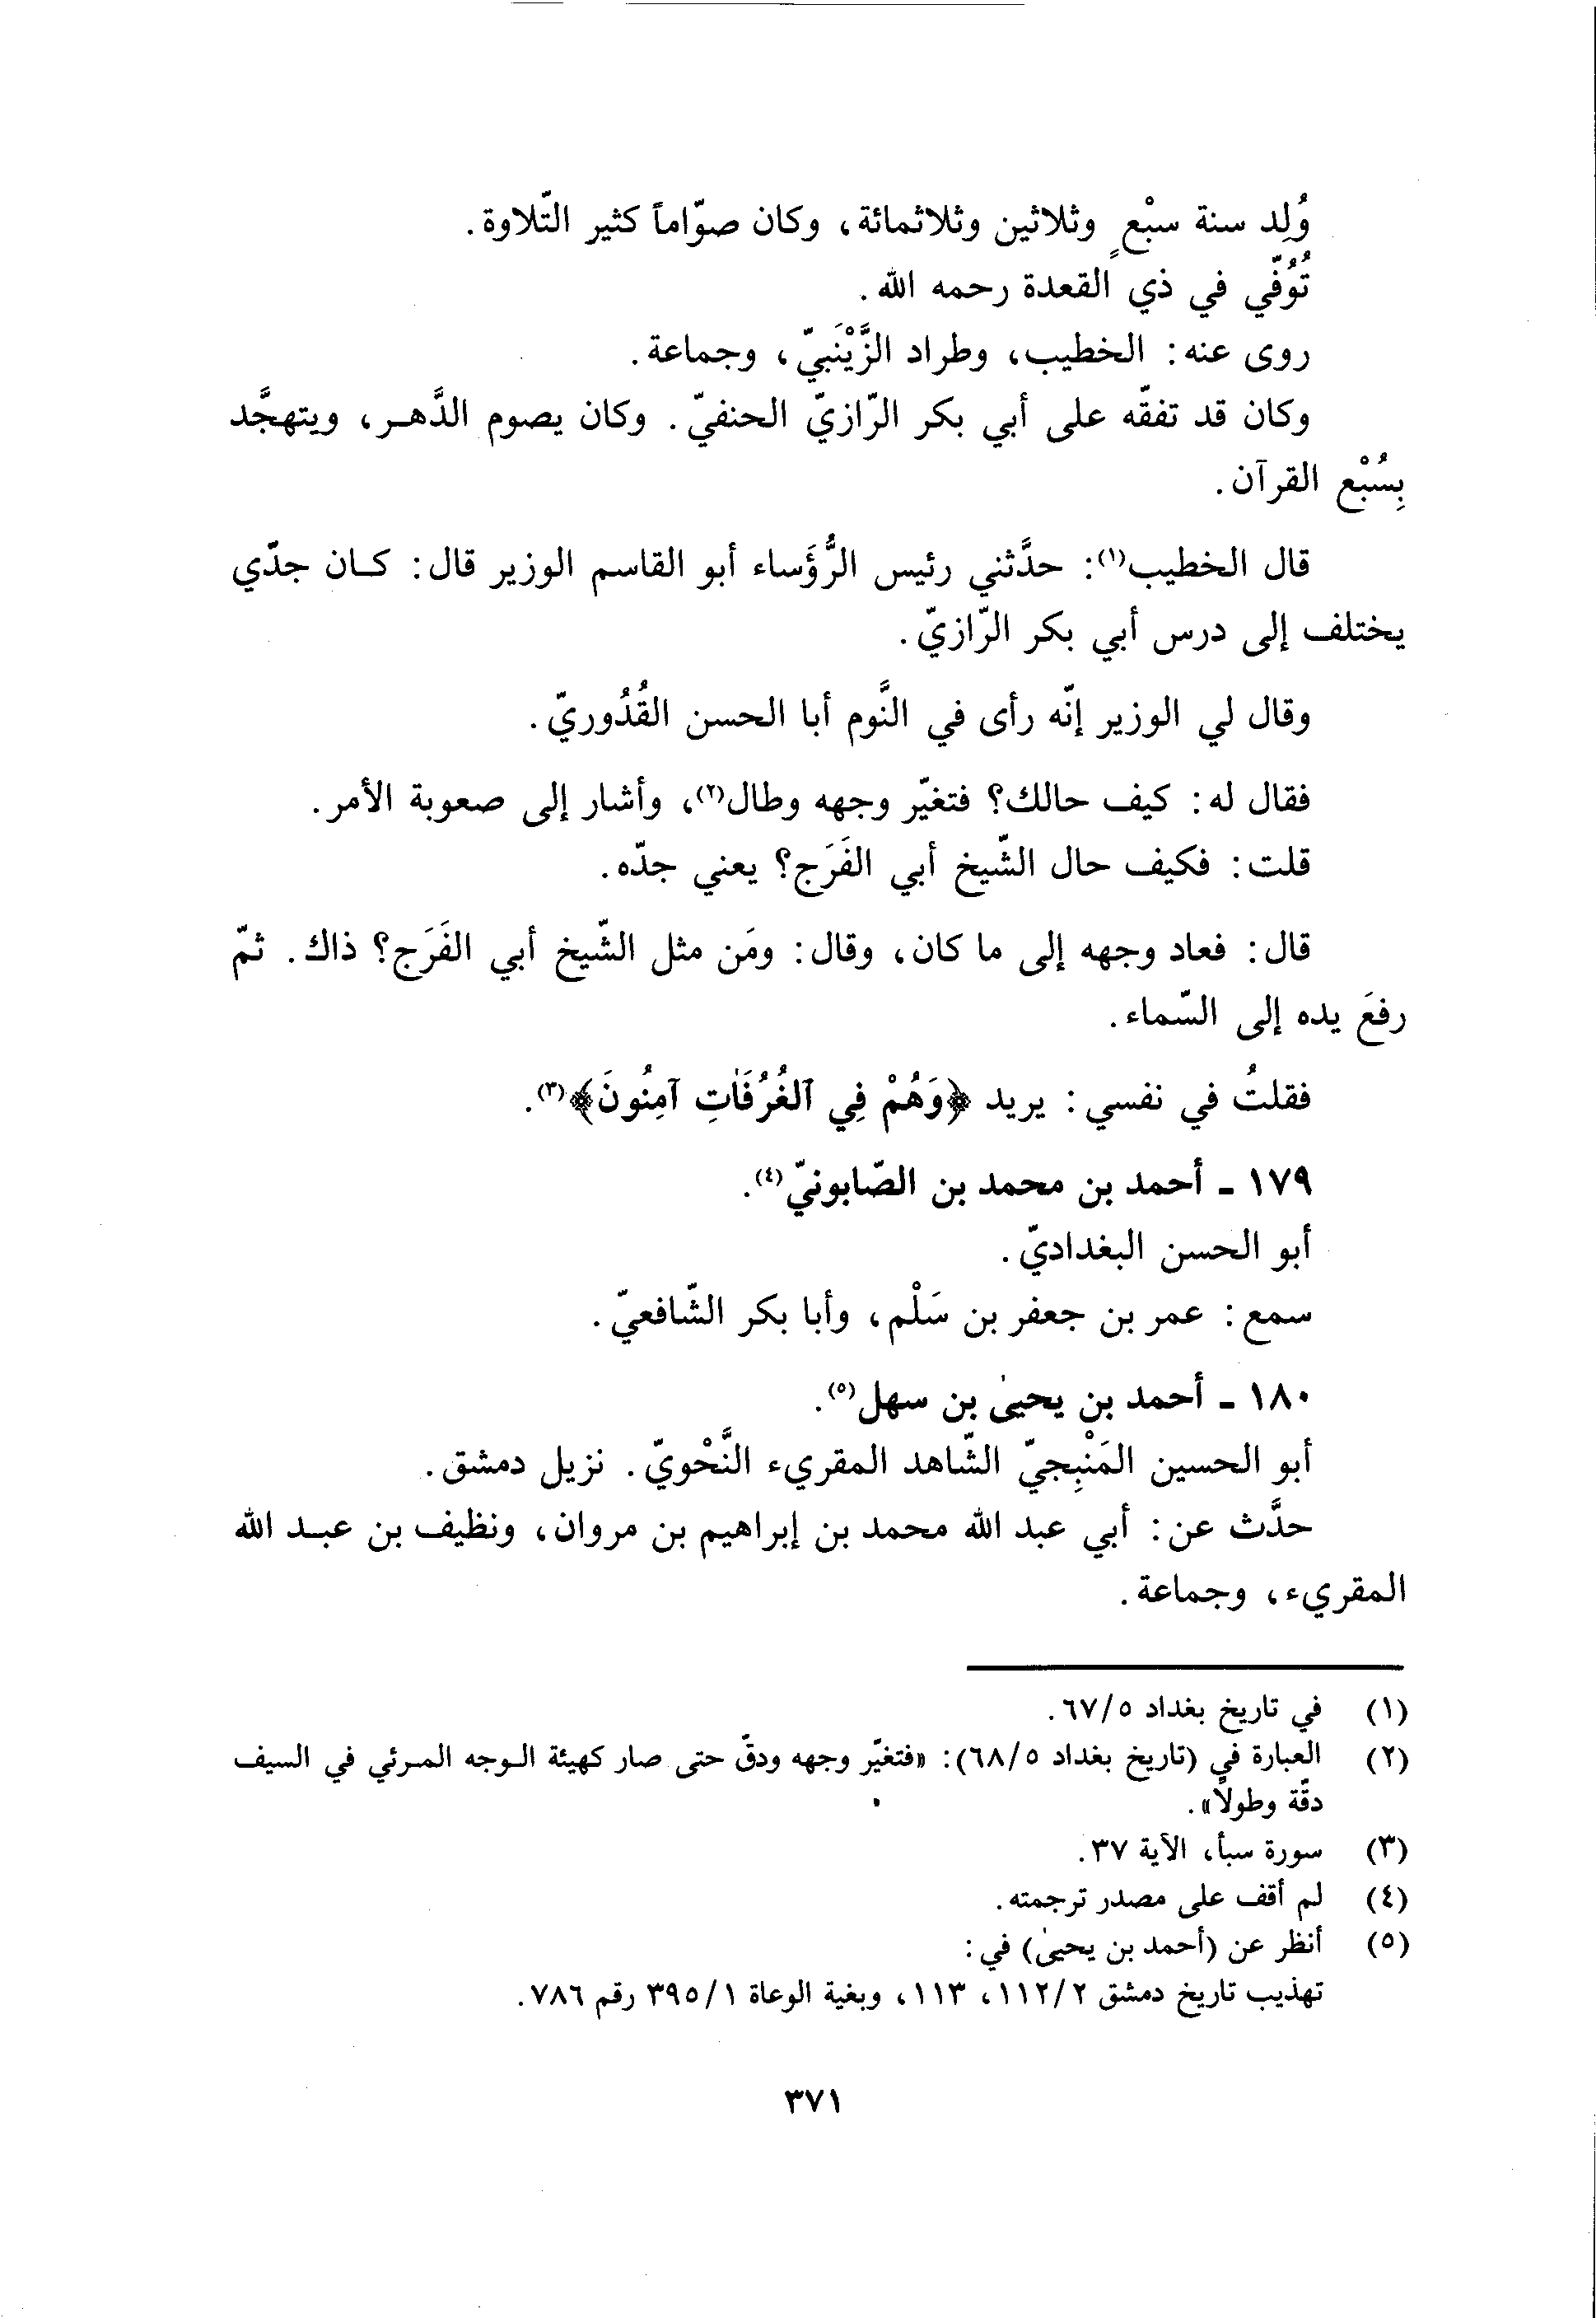 وُلِد سنة سبْعٍ وثلاثين وثلاثمائة، وكان صوّاماً كثير التّلاوة.
تُوُفّي في ذي القعدة رحمه الله.
روى عنه: الخطيب، وطراد الزَّيْنَبيّ، وجماعة.
وكان قد تفقّه على أبي بكر الرّازيّ الحنفيّ. وكان يصوم الدَّهر، ويتهجَّد
بِسُبْع القرآن.
قال الخطيب(١): حدَّثني رئيس الرُّؤَساء أبو القاسم الوزير قال: كان جدّي
يختلف إلى درس أبي بكر الرّازيّ.
وقال لي الوزير إنّه رأى في النَّوم أبا الحسن القُدُوريّ.
فقال له: كيف حالك؟ فتغيّر وجهه وطال(٢)، وأشار إلى صعوبة الأمر.
قلت: فكيف حال الشّيخ أبي الفَرَج؟ يعني جدّه.
قال: فعاد وجهه إلى ما كان، وقال: ومَن مثل الشّيخ أبي الفَرَج؟ ذاك. ثمّ
رفعَ يده إلى السّماء.
فقلتُ في نفسي: يريد ﴿وَهُمْ فِي ٱلغُرُفَاتِ آمِنُونَ﴾(٣).
١٧٩ ـ أحمد بن محمد بن الصّابونيّ(٤).
أبو الحسن البغداديّ.
سمع: عمر بن جعفر بن سَلْم، وأبا بكر الشّافعيّ.
١٨٠ ـ أحمد بن يحيىٰ بن سهل(٥).
أبو الحسين المَنْبِجيّ الشّاهد المقريء النَّحْويّ. نزيل دمشق.
حدَّث عن: أبي عبد الله محمد بن إبراهيم بن مروان، ونظيف بن عبد الله
المقريء، وجماعة.
(١) في تاريخ بغداد ٦٧/٥.
(٢) العبارة في (تاريخ بغداد ٦٨/٥): «فتغيّر وجهه ودقّ حتى صار كهيئة الوجه المرئي في السيف
دقّة وطولاً».
(٣) سورة سبأ، الآية ٣٧.
(٤) لم أقف على مصدر ترجمته.
(٥) أنظر عن (أحمد بن يحيىٰ) في:
تهذيب تاريخ دمشق ١١٢/٢، ١١٣، وبغية الوعاة ٣٩٥/١ رقم ٧٨٦.
٣٧١